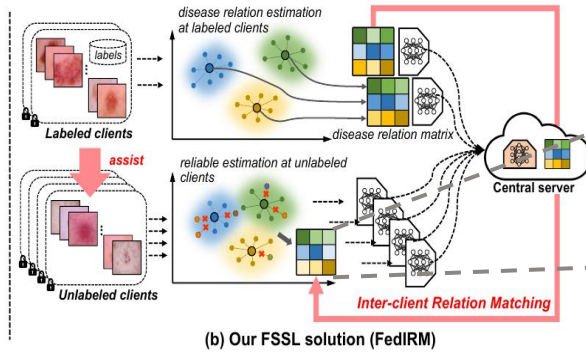 disease relation estimation
at labeled clients
labels
Labeled clients
disease relation matrix
assist
reliable estimation at unlabeled
clients
Central server
Unlabeled clients
Inter-client Relation Matching
(b) Our FSSL solution (FedIRM)